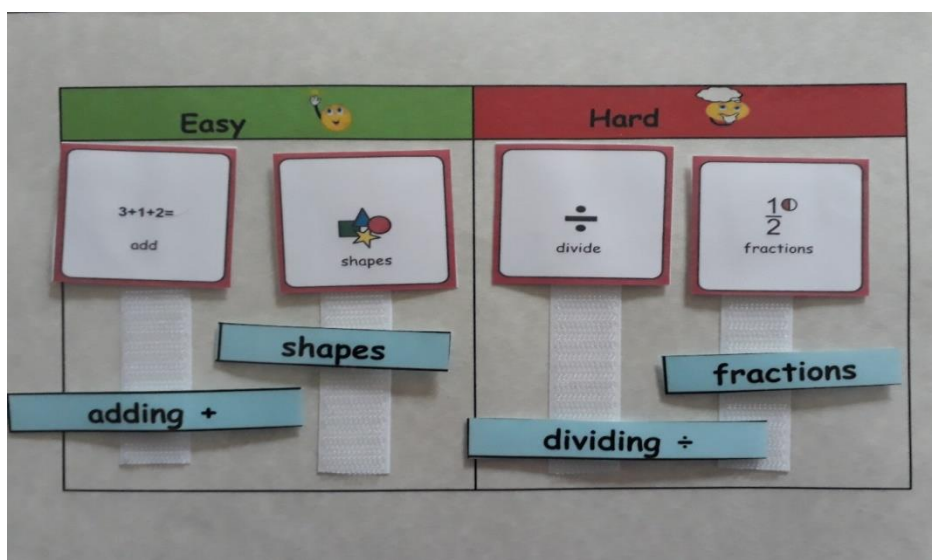 Easy
Hard
3+1+2=
add
shapes
÷
divide
1
2
fractions
shapes
fractions
adding +
dividing ÷